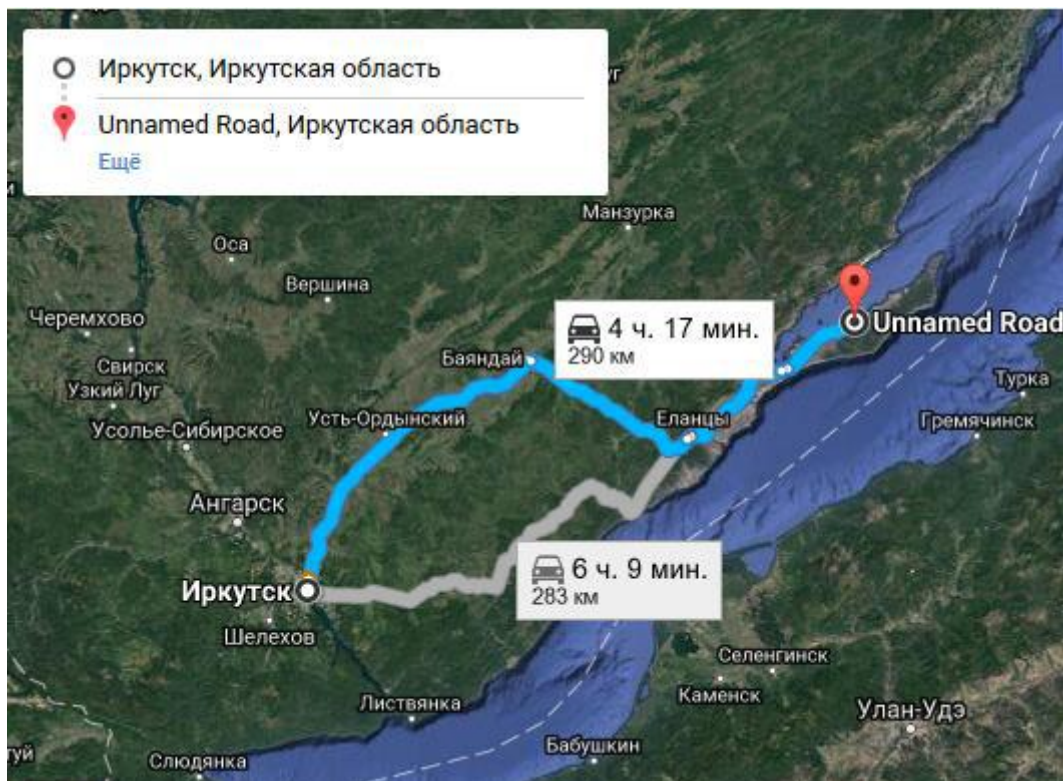 Иркутск, Иркутская область
Unnamed Road, Иркутская область
Ещё
уг
Манзурка
Оса
Вершина
Черемхово
Свирск
Узкий Луг
Усолье-Сибирское
Баяндай
4 ч. 17 мин.
290 км
Unnamed Road
Турка
Гремячинск
Усть-Ордынский
Еланцы
Ангарск
Иркутск
6 ч. 9 мин.
283 км
Шелехов
Селенгинск
Каменск
Листвянка
Улан-Удэ
Бабушкин
туй
Слюдянка